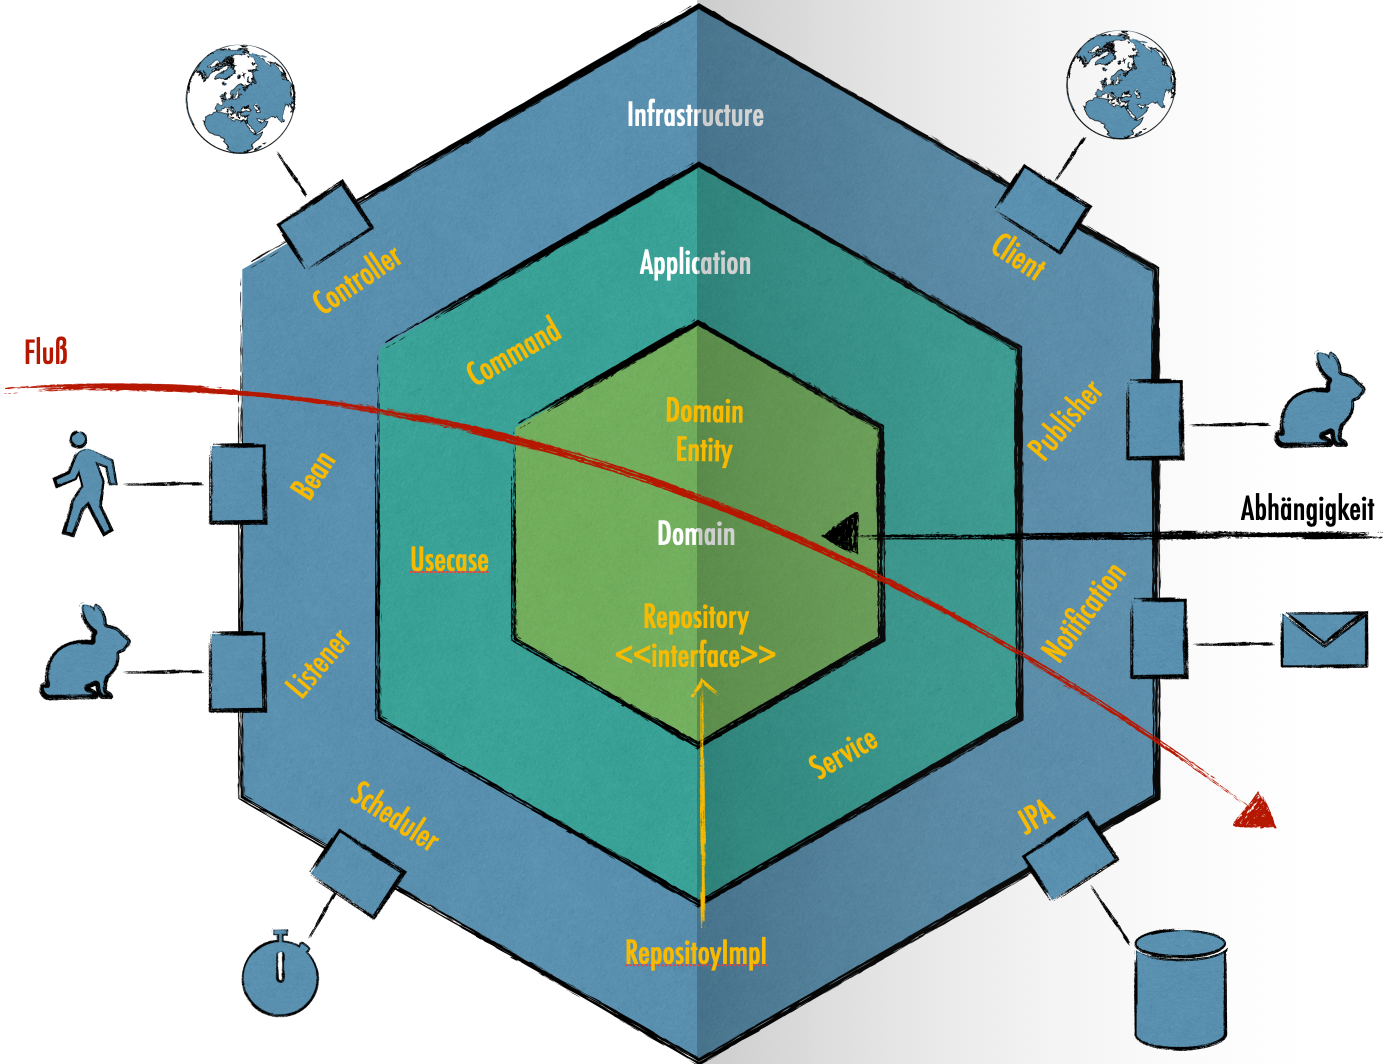 Infrastructure
Controller
Client
Application
Command
Fluß
Domain
Entity
Publisher
Bean
Abhängigkeit
Domain
Usecase
Notification
Repository
<<interface>>
Listener
Service
Scheduler
JPA
RepositoyImpl